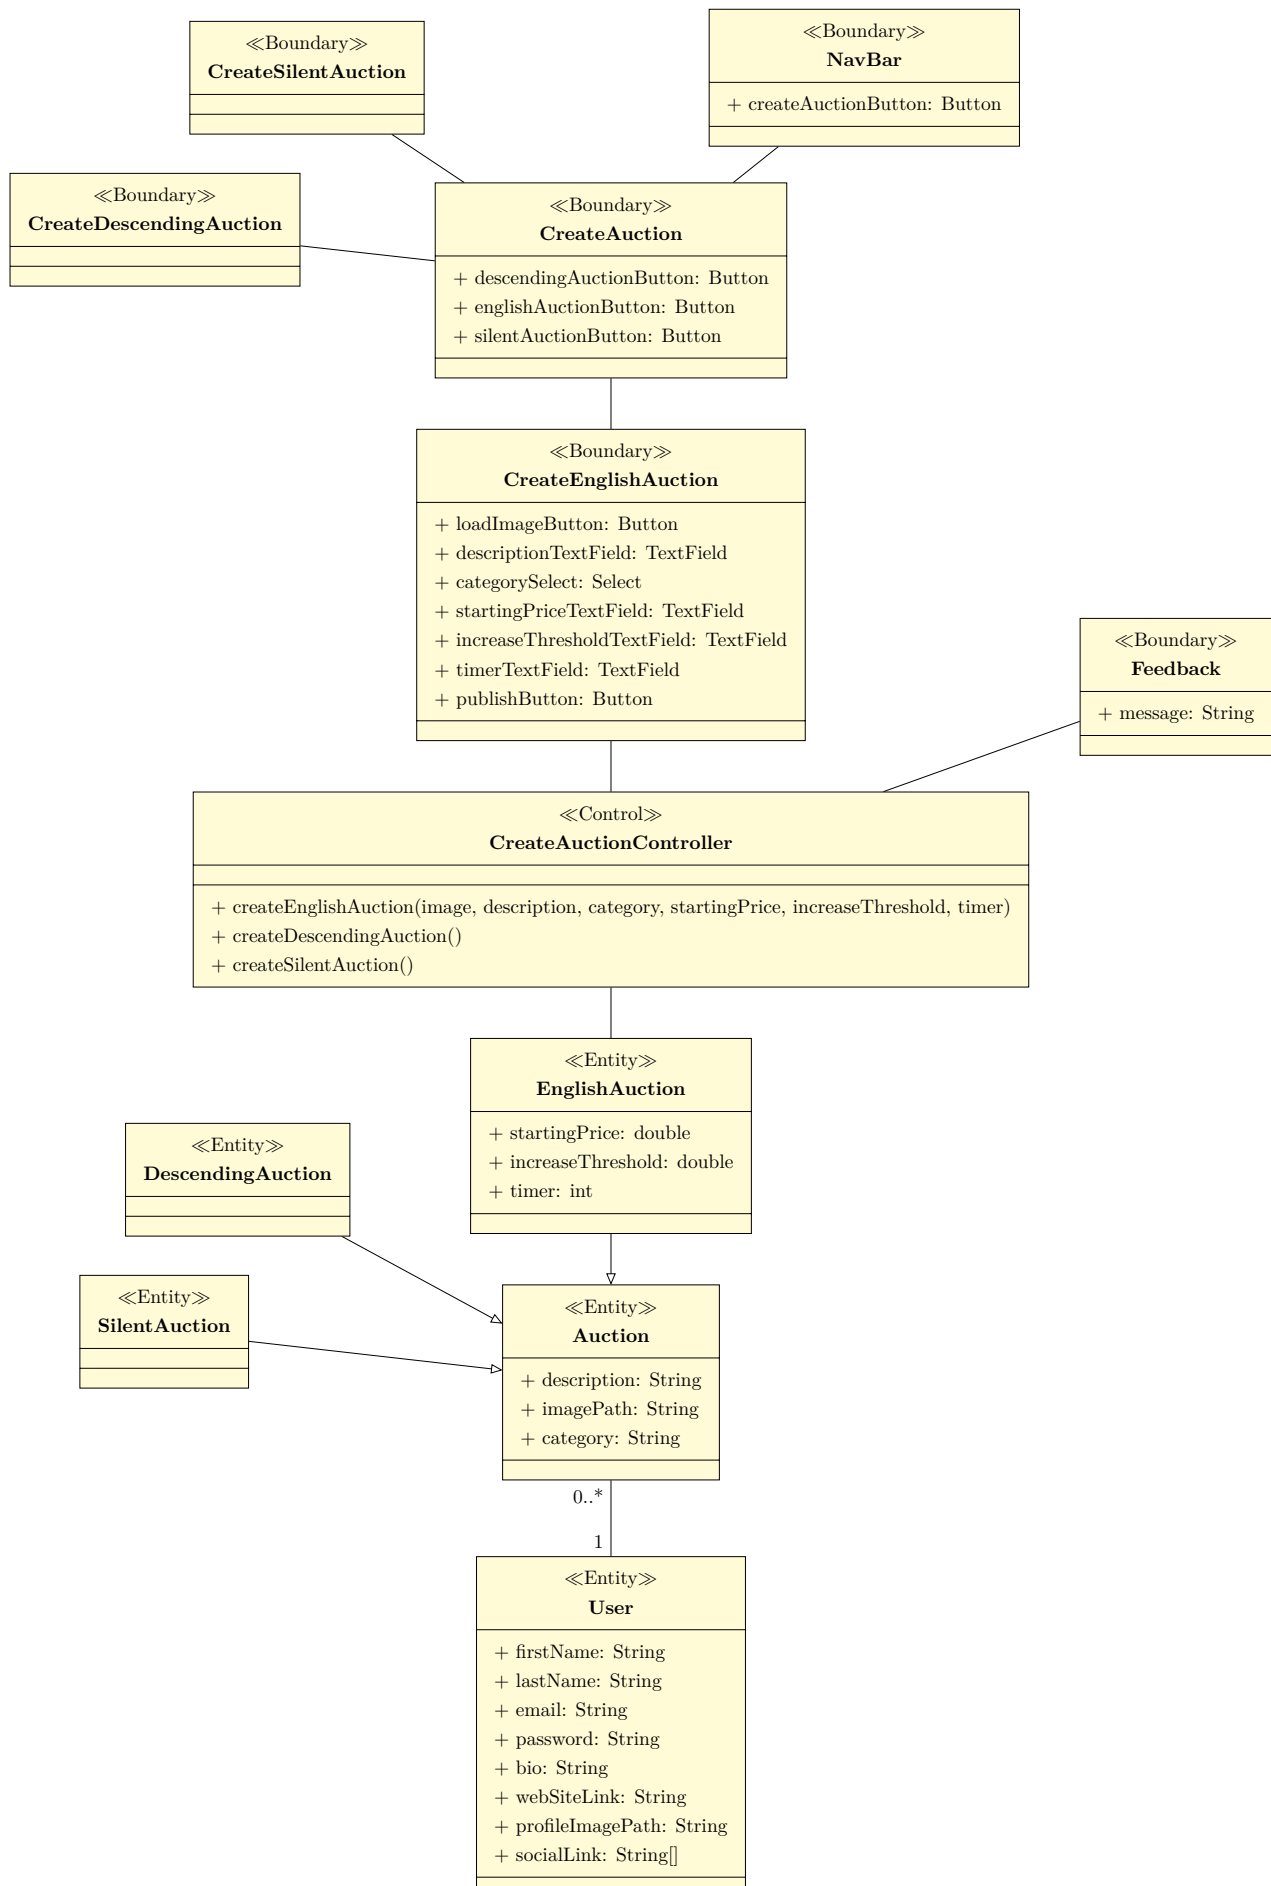 ≪Boundary≫
CreateSilentAuction
≪Boundary≫
NavBar
+ createAuctionButton: Button
≪Boundary≫
CreateDescendingAuction
≪Boundary≫
CreateAuction
+ descendingAuctionButton: Button
+ englishAuctionButton: Button
+ silentAuctionButton: Button
≪Boundary≫
CreateEnglishAuction
+ loadImageButton: Button
+ descriptionTextField: TextField
+ categorySelect: Select
+ startingPriceTextField: TextField
+ increaseThresholdTextField: TextField
+ timerTextField: TextField
+ publishButton: Button
≪Boundary≫
Feedback
+ message: String
≪Control≫
CreateAuctionController
+ createEnglishAuction(image, description, category, startingPrice, increaseThreshold, timer)
+ createDescendingAuction()
+ createSilentAuction()
≪Entity≫
EnglishAuction
+ startingPrice: double
+ increaseThreshold: double
+ timer: int
≪Entity≫
DescendingAuction
≪Entity≫
SilentAuction
≪Entity≫
Auction
+ description: String
+ imagePath: String
+ category: String
0..*
1
≪Entity≫
User
+ firstName: String
+ lastName: String
+ email: String
+ password: String
+ bio: String
+ webSiteLink: String
+ profileImagePath: String
+ socialLink: String[]